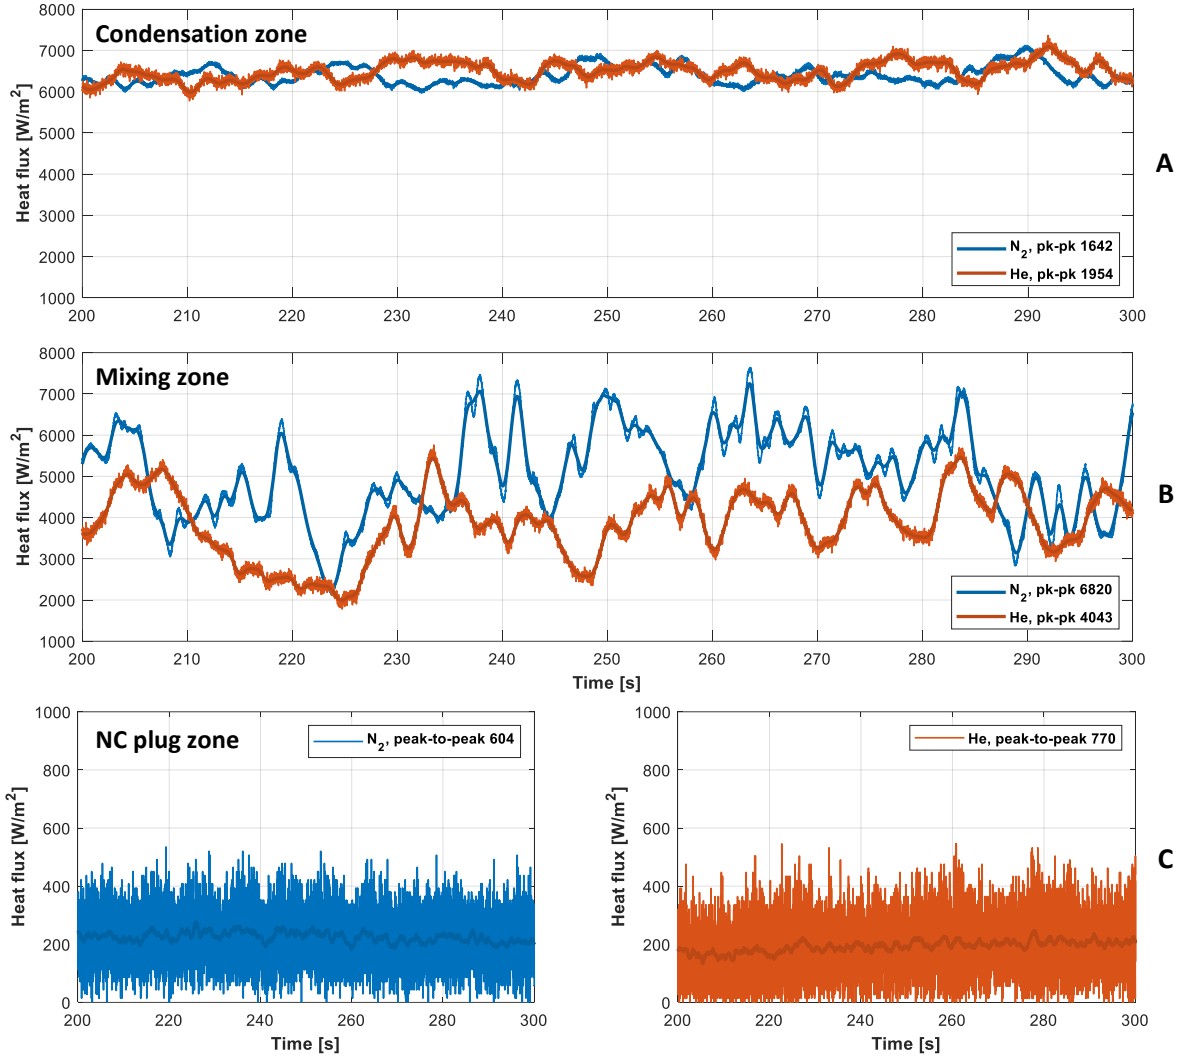 Condensation zone
Heat flux [W/m²]
8000
7000
6000
5000
4000
3000
2000
1000
200 210 220 230 240 250 260 270 280 290 300
N₂, pk-pk 1642
He, pk-pk 1954
A
Mixing zone
Heat flux [W/m²]
8000
7000
6000
5000
4000
3000
2000
1000
200 210 220 230 240 250 260 270 280 290 300
Time [s]
N₂, pk-pk 6820
He, pk-pk 4043
B
NC plug zone
Heat flux [W/m²]
1000
800
600
400
200
0
200 220 240 260 280 300
Time [s]
N₂, peak-to-peak 604
Heat flux [W/m²]
1000
800
600
400
200
0
200 220 240 260 280 300
Time [s]
He, peak-to-peak 770
C